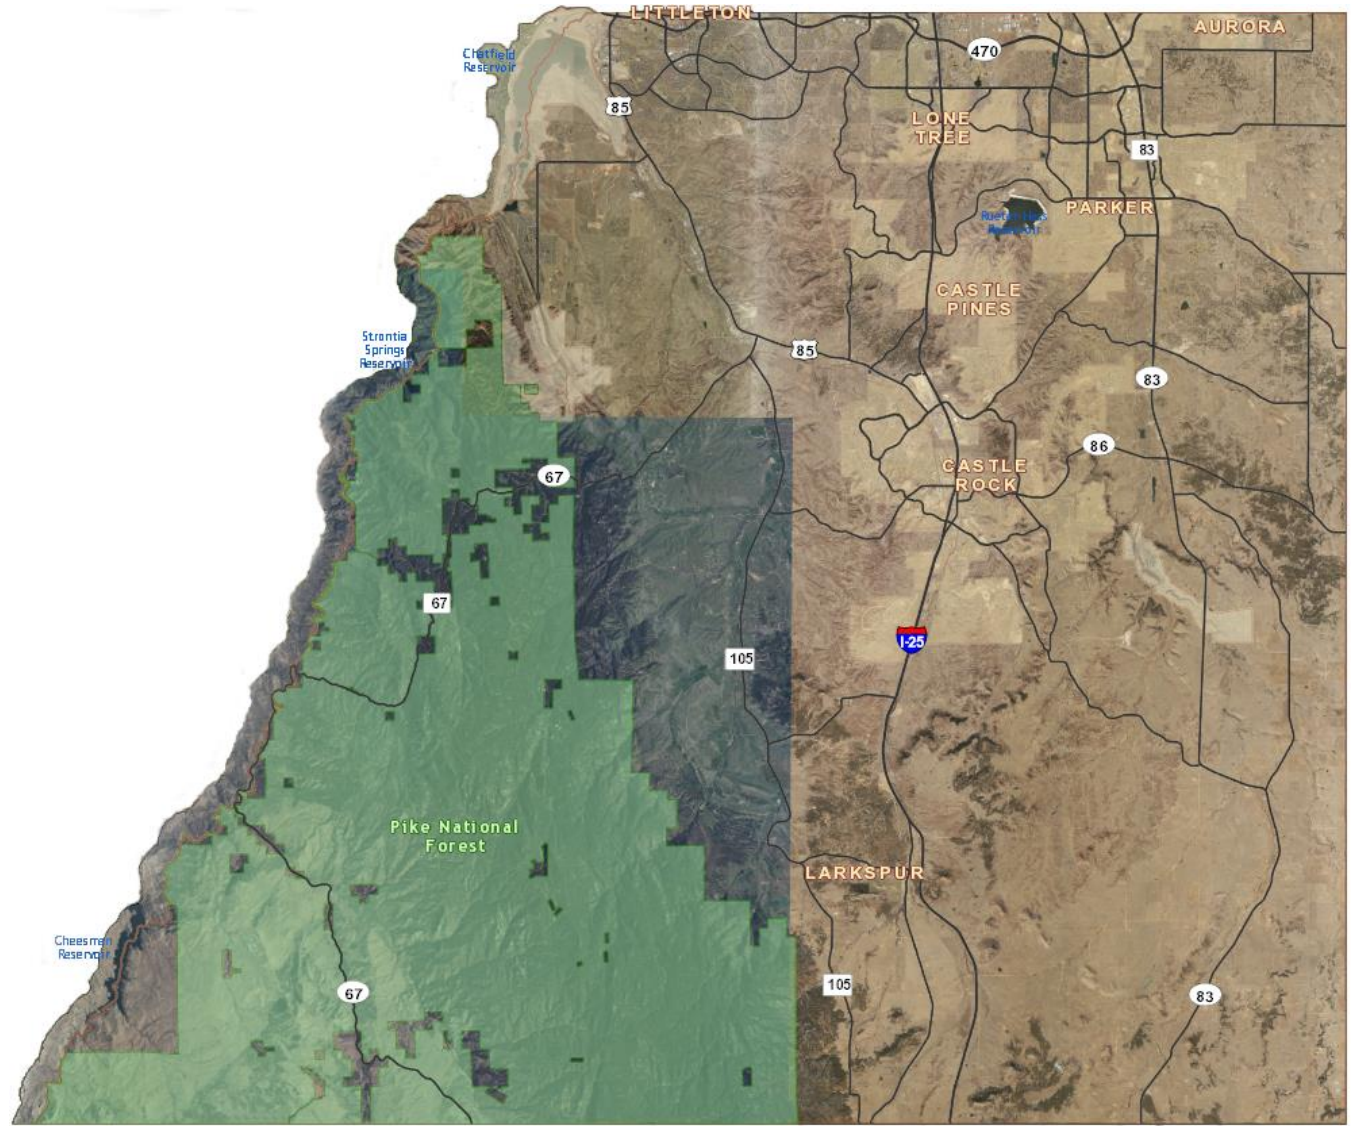 LITTLETON
AURORA
Chatfield
Reservoir
470
85
LONE
TREE
83
PARKER
Reservoir
CASTLE
PINES
Strontia
Springs
Reservoir
85
83
86
67
CASTLE
ROCK
67
I-25
105
Pike National
Forest
LARKSPUR
Cheesman
Reservoir
105
67
83